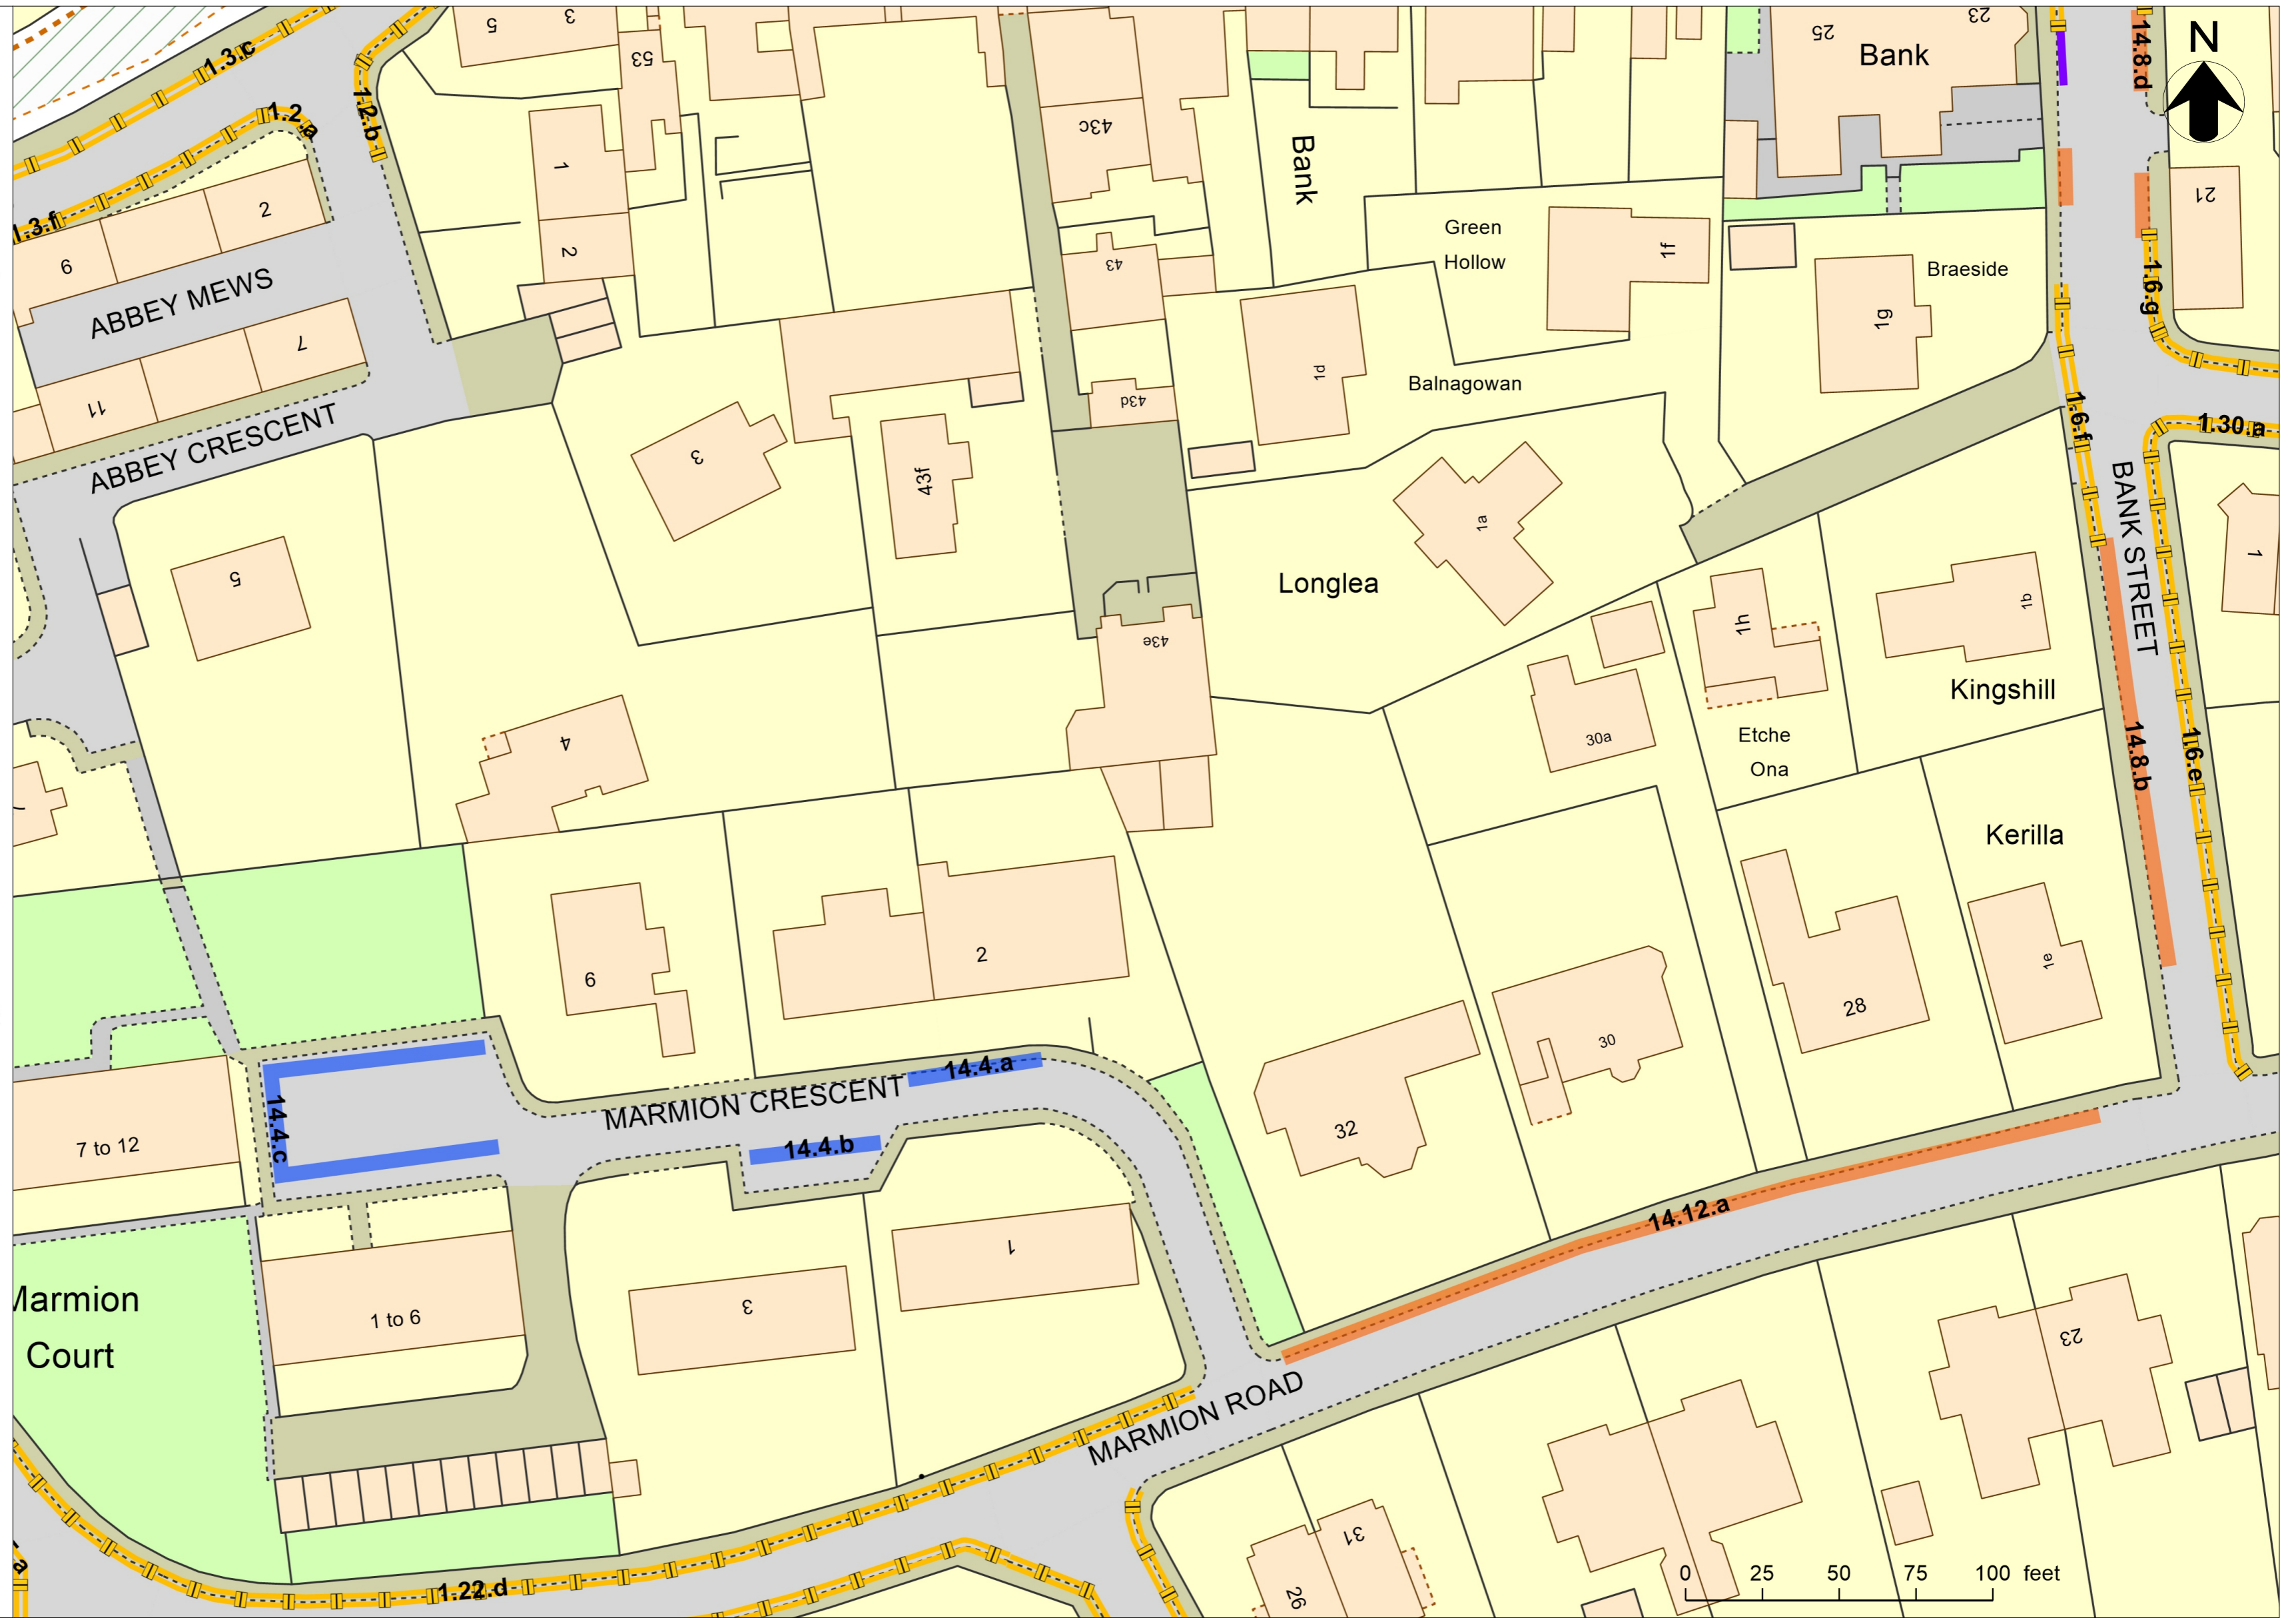 5
3
53
25
23
Bank
14.8.d
N
1.3.c
1.2.a
1.2.b
1.3.f
2
9
ABBEY MEWS
7
11
ABBEY CRESCENT
1
2
43c
Bank
43
43d
Green
Hollow
1f
1d
Balnagowan
1g
Braeside
21
1.6.g
1.6.f
1.30.a
BANK STREET
3
43f
5
Longlea
1a
43e
4
30a
1h
1b
Kingshill
Etche
Ona
1
14.8.b
1.6.e
Kerilla
6
2
28
1e
30
32
14.4.a
MARMION CRESCENT
14.4.b
14.4.c
7 to 12
1 to 6
Marmion
Court
3
1
14.12.a
MARMION ROAD
23
31
26
1.22.d
0 25 50 75 100 feet